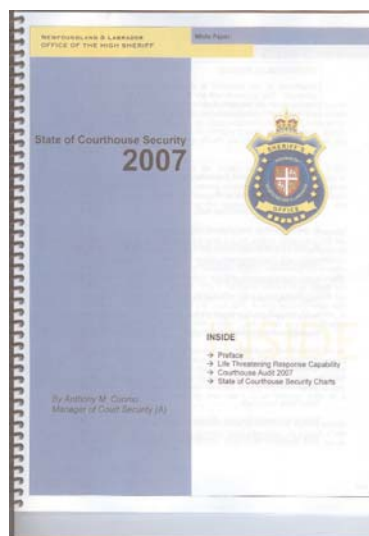 NEWFOUNDLAND & LABRADOR
OFFICE OF THE HIGH SHERIFF
White Paper
State of Courthouse Security
2007
SHERIFF'S
OFFICE
INSIDE
INSIDE
→ Preface
→ Life Threatening Response Capability
→ Courthouse Audit 2007
→ State of Courthouse Security Charts
By Anthony M.
Manager of Court Security (A)